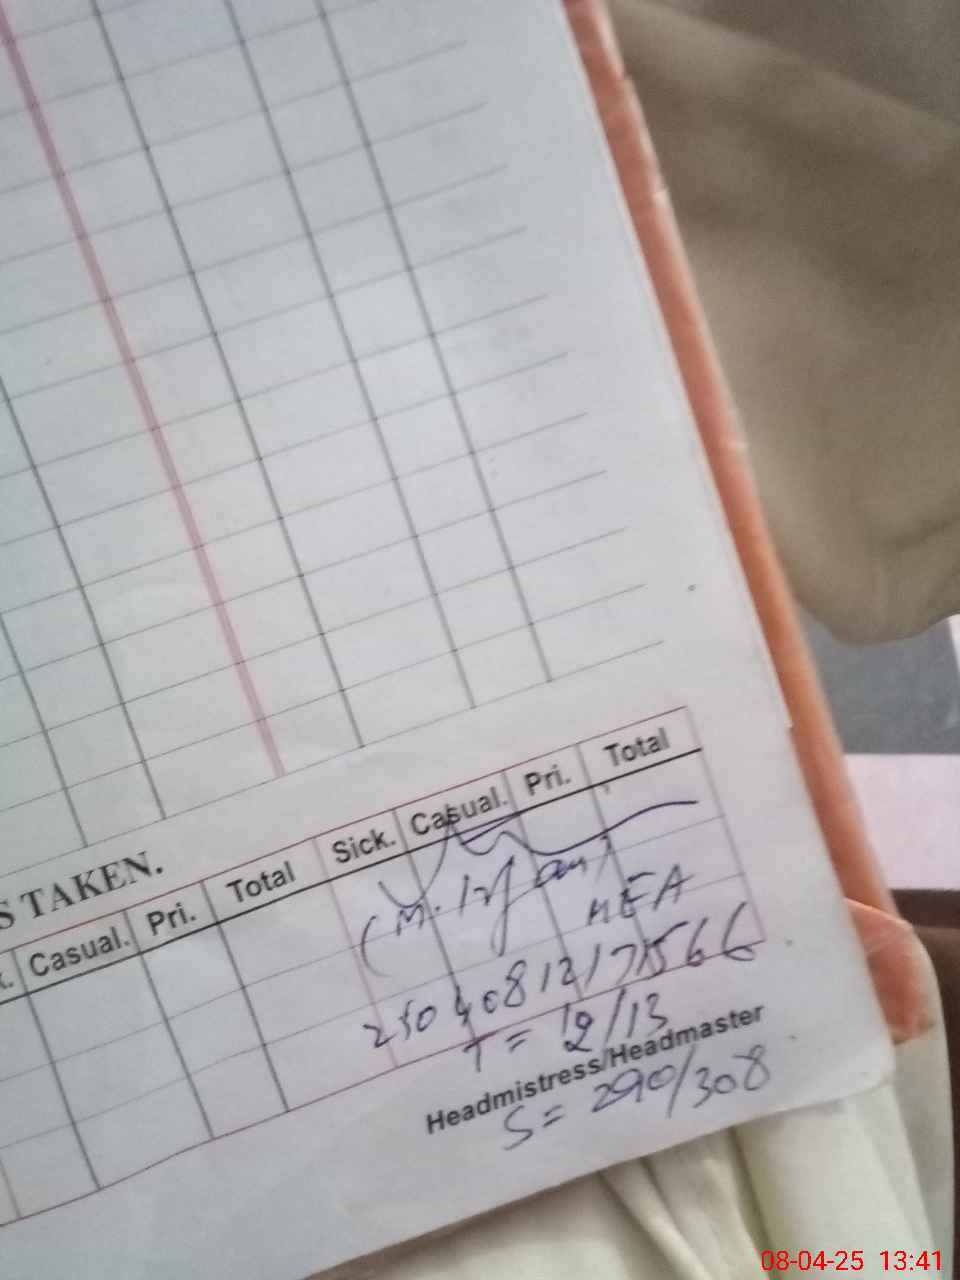 S TAKEN.
Casual. Pri. Total Sick. Casual. Pri. Total
(M. Irfan)
MEA
T = 12/13
Headmistress/Headmaster
S = 290/308
08-04-25 13:41